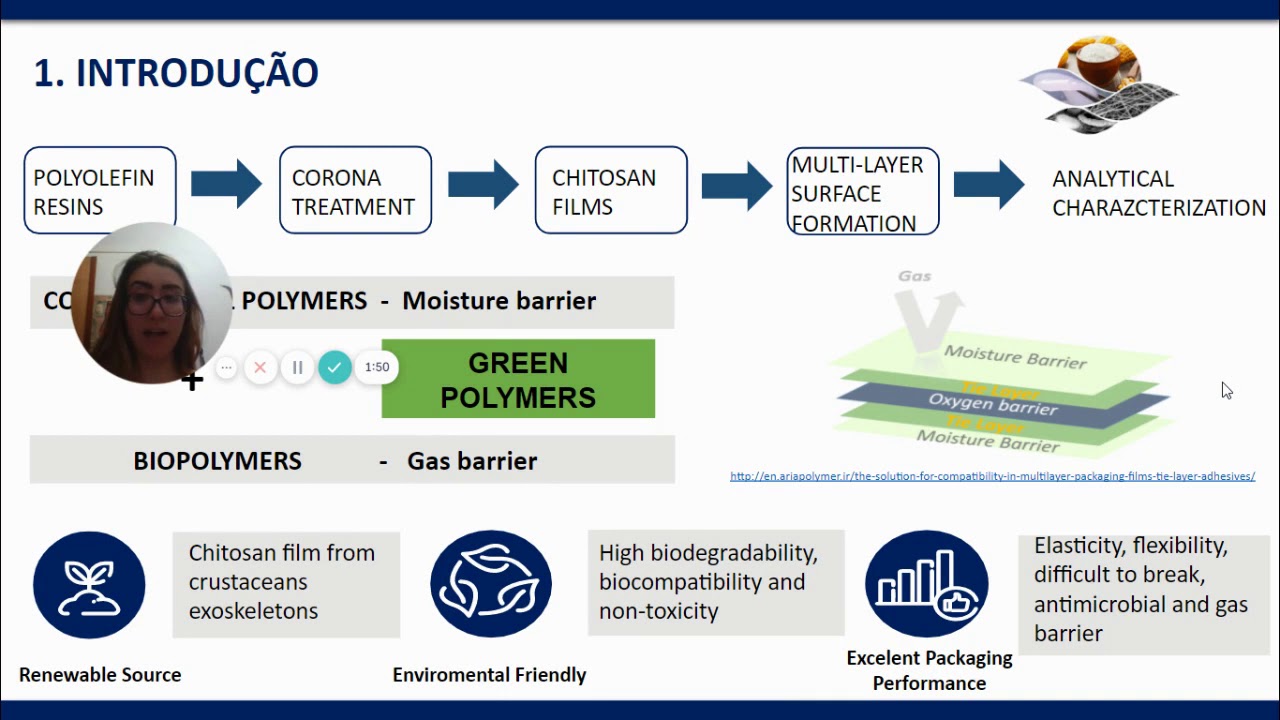 1. INTRODUÇÃO
POLYOLEFIN
RESINS
CORONA
TREATMENT
CHITOSAN
FILMS
MULTI-LAYER
SURFACE
FORMATION
ANALYTICAL
CHARAZCTERIZATION
CO POLYMERS - Moisture barrier
+
GREEN
POLYMERS
BIOPOLYMERS - Gas barrier
1:50
Gas
Moisture Barrier
Tie Layer
Oxygen barrier
Tie Layer
Moisture Barrier
http://en.ariapolymer.ir/the-solution-for-compatibility-in-multilayer-packaging-films-tie-layer-adhesives/
Chitosan film from
crustaceans
exoskeletons
Renewable Source
High biodegradability,
biocompatibility and
non-toxicity
Enviromental Friendly
Elasticity, flexibility,
difficult to break,
antimicrobial and gas
barrier
Excelent Packaging
Performance